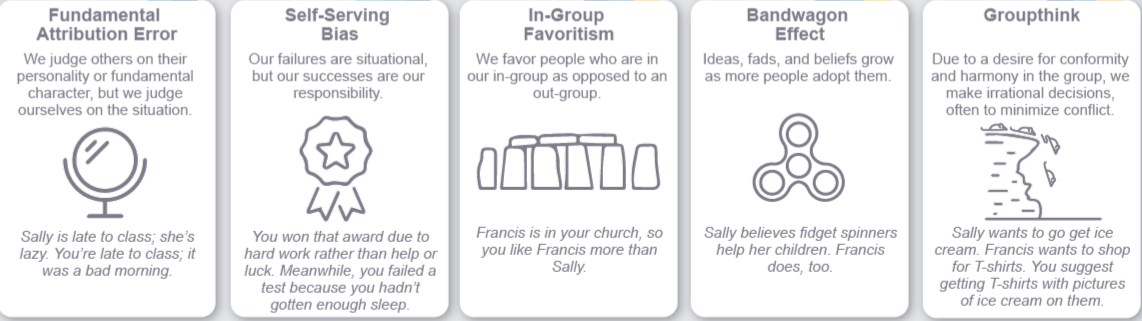 Fundamental
Attribution Error
We judge others on their
personality or fundamental
character, but we judge
ourselves on the situation.
Sally is late to class; she's
lazy. You're late to class; it
was a bad morning.
Self-Serving
Bias
Our failures are situational,
but our successes are our
responsibility.
You won that award due to
hard work rather than help or
luck. Meanwhile, you failed a
test because you hadn't
gotten enough sleep.
In-Group
Favoritism
We favor people who are in
our in-group as opposed to an
out-group.
Francis is in your church, so
you like Francis more than
Sally.
Bandwagon
Effect
Ideas, fads, and beliefs grow
as more people adopt them.
Sally believes fidget spinners
help her children. Francis
does, too.
Groupthink
Due to a desire for conformity
and harmony in the group, we
make irrational decisions,
often to minimize conflict.
Sally wants to go get ice
cream. Francis wants to shop
for T-shirts. You suggest
getting T-shirts with pictures
of ice cream on them.